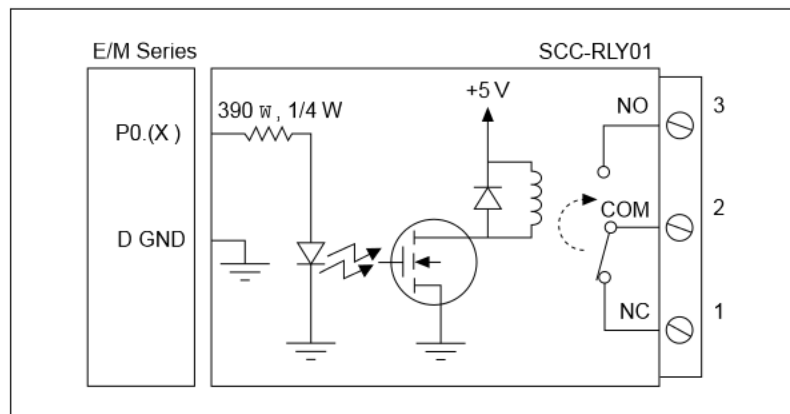 E/M Series
SCC-RLY01
+5 V
390 ℼ, 1/4 W
NO
3
P0.(X )
COM
2
D GND
NC
1